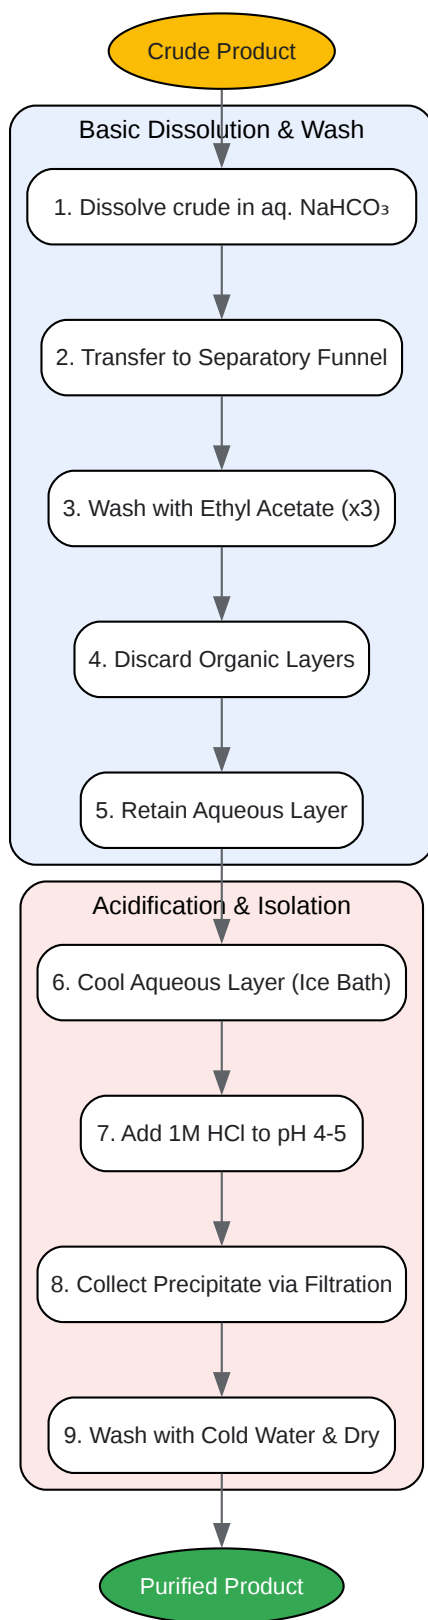 Crude Product
Basic Dissolution & Wash
1. Dissolve crude in aq. NaHCO₃
2. Transfer to Separatory Funnel
3. Wash with Ethyl Acetate (x3)
4. Discard Organic Layers
5. Retain Aqueous Layer
Acidification & Isolation
6. Cool Aqueous Layer (Ice Bath)
7. Add 1M HCl to pH 4-5
8. Collect Precipitate via Filtration
9. Wash with Cold Water & Dry
Purified Product